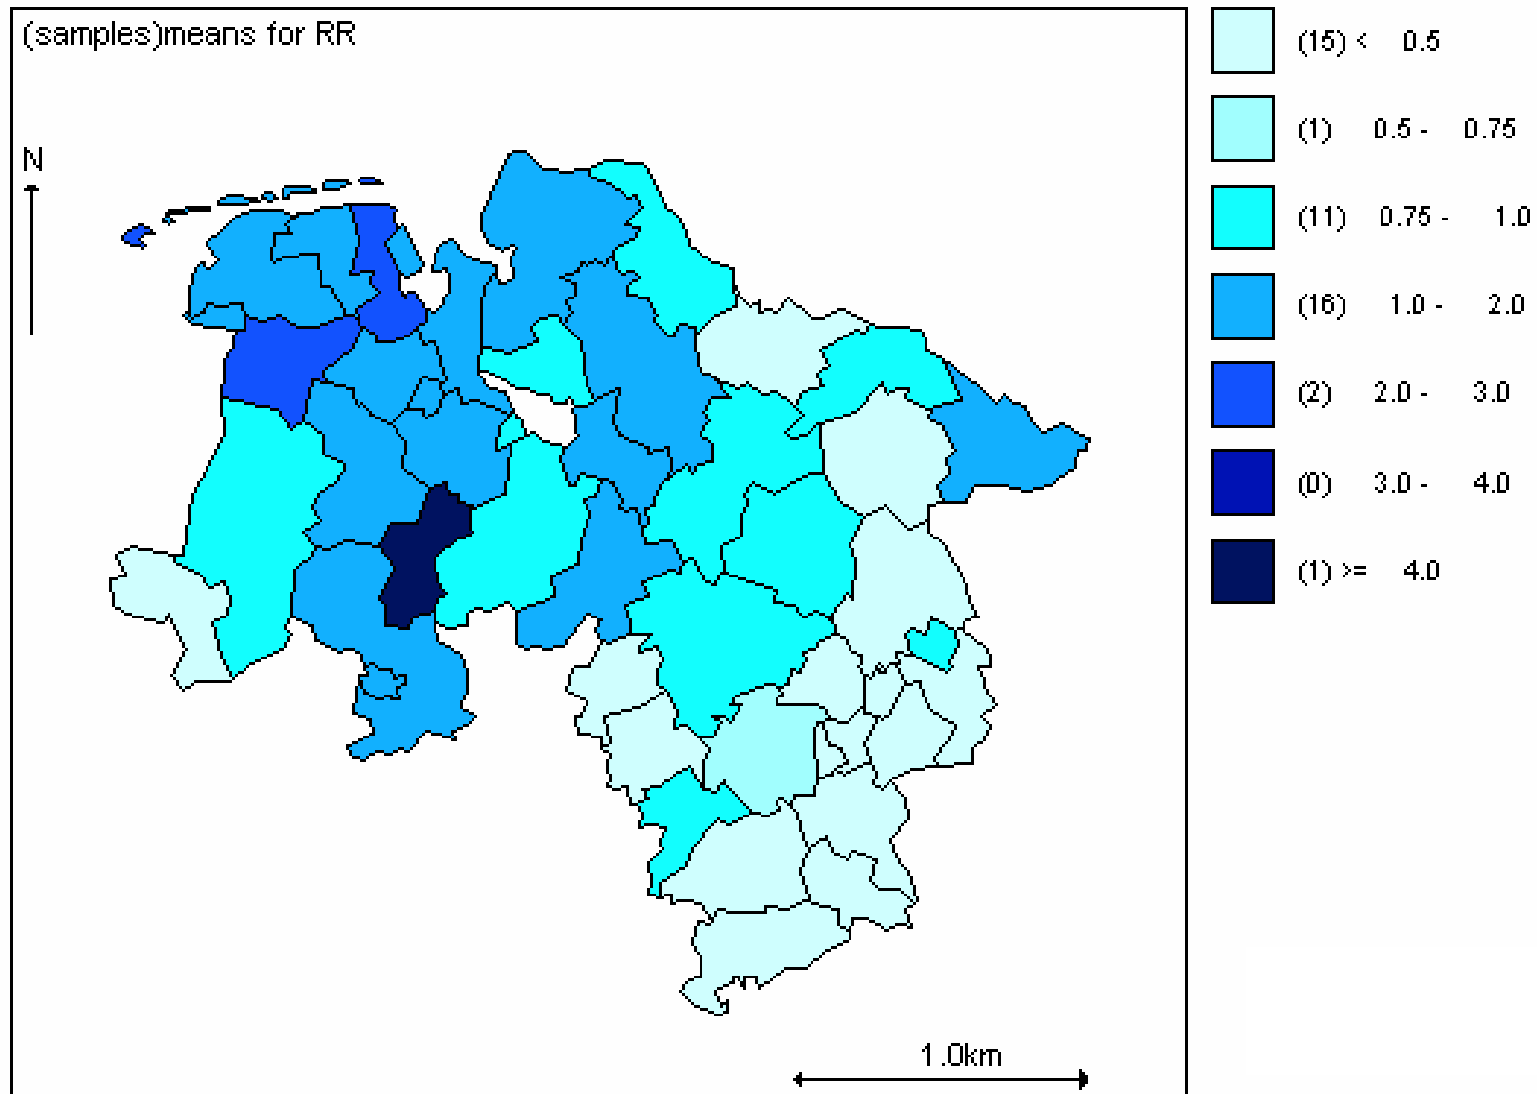 (samples)means for RR
N
(15) < 0.5
(1) 0.5 - 0.75
(11) 0.75 - 1.0
(16) 1.0 - 2.0
(2) 2.0 - 3.0
(0) 3.0 - 4.0
(1) >= 4.0
1.0km